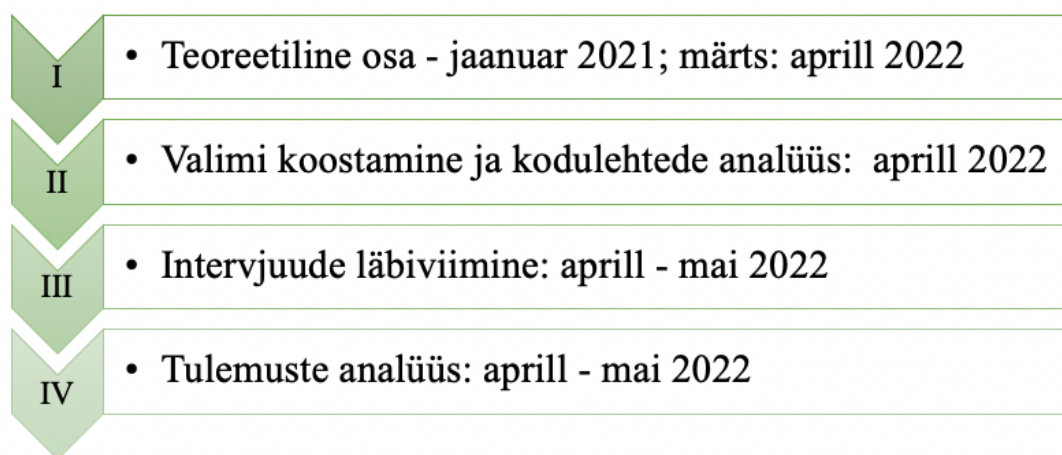 I
• Teoreetiline osa - jaanuar 2021; märts: aprill 2022
II
• Valimi koostamine ja kodulehtede analüüs:  aprill 2022
III
• Intervjuude läbiviimine: aprill - mai 2022
IV
• Tulemuste analüüs: aprill - mai 2022